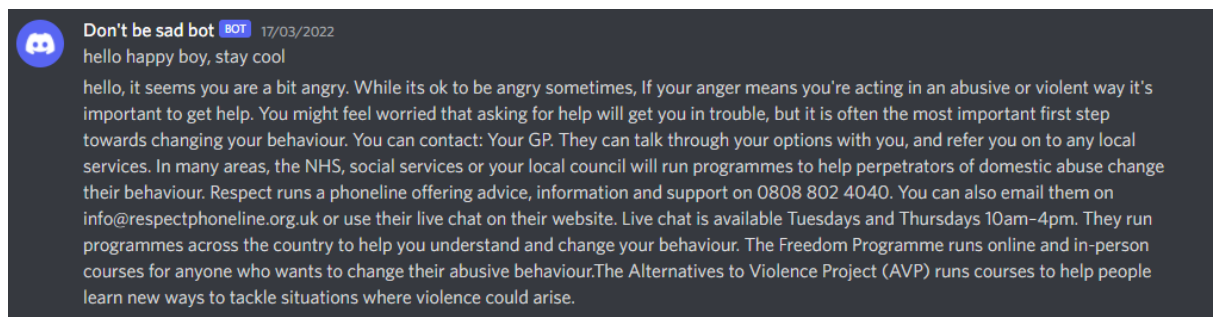 Don't be sad bot BOT 17/03/2022
hello happy boy, stay cool
hello, it seems you are a bit angry. While its ok to be angry sometimes, If your anger means you're acting in an abusive or violent way it's
important to get help. You might feel worried that asking for help will get you in trouble, but it is often the most important first step
towards changing your behaviour. You can contact: Your GP. They can talk through your options with you, and refer you on to any local
services. In many areas, the NHS, social services or your local council will run programmes to help perpetrators of domestic abuse change
their behaviour. Respect runs a phoneline offering advice, information and support on 0808 802 4040. You can also email them on
info@respectphoneline.org.uk or use their live chat on their website. Live chat is available Tuesdays and Thursdays 10am–4pm. They run
programmes across the country to help you understand and change your behaviour. The Freedom Programme runs online and in-person
courses for anyone who wants to change their abusive behaviour.The Alternatives to Violence Project (AVP) runs courses to help people
learn new ways to tackle situations where violence could arise.